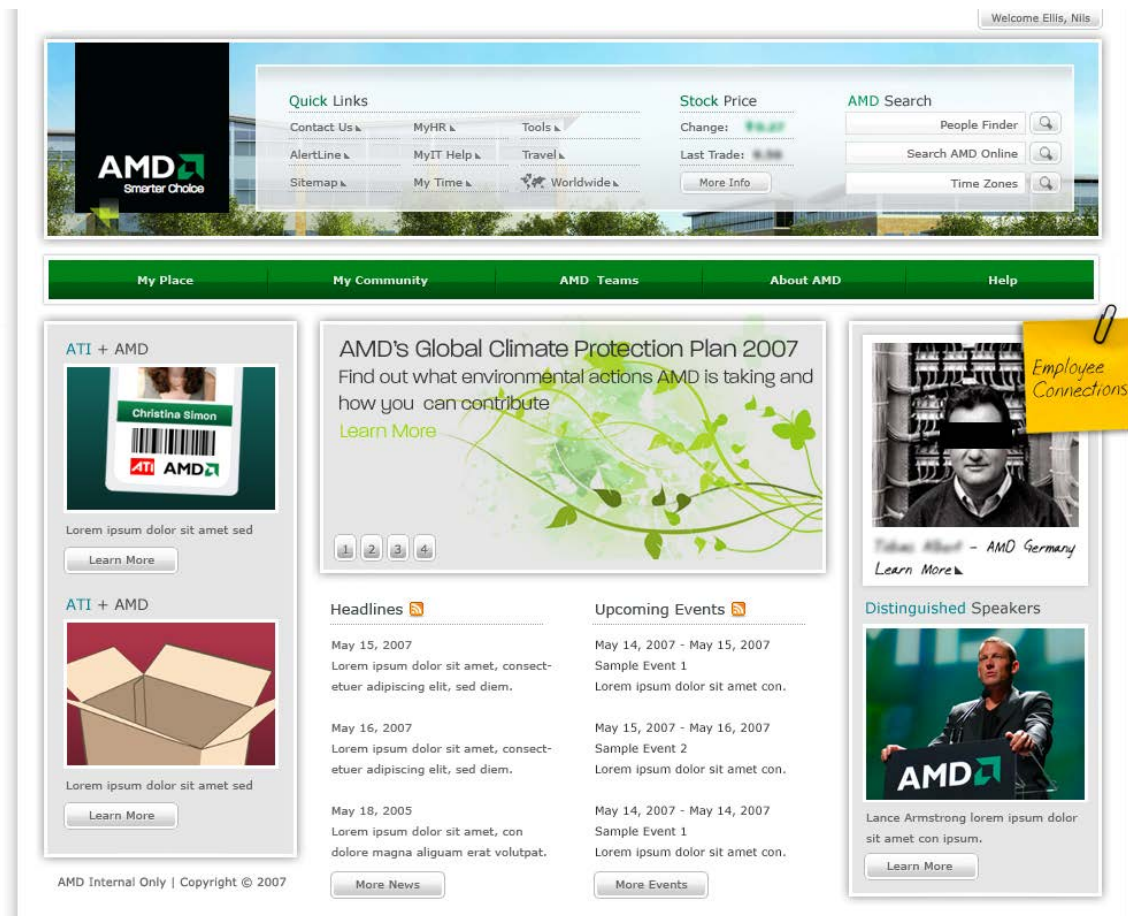 Welcome Ellis, Nils
AMD
Smarter Choice
Quick Links
Contact Us
MyHR
Tools
AlertLine
MyIT Help
Travel
Sitemap
My Time
Worldwide
Stock Price
Change:
Last Trade:
More Info
AMD Search
People Finder
Search AMD Online
Time Zones
My Place
My Community
AMD Teams
About AMD
Help
ATI + AMD
Christina Simon
ATI AMD
Lorem ipsum dolor sit amet sed
Learn More
ATI + AMD
Lorem ipsum dolor sit amet sed
Learn More
AMD Internal Only | Copyright © 2007
AMD's Global Climate Protection Plan 2007
Find out what environmental actions AMD is taking and
how you can contribute
Learn More
1 2 3 4
Headlines
May 15, 2007
Lorem ipsum dolor sit amet, consect-
etuer adipiscing elit, sed diem.
May 16, 2007
Lorem ipsum dolor sit amet, consect-
etuer adipiscing elit, sed diem.
May 18, 2005
Lorem ipsum dolor sit amet, con
dolore magna aliguam erat volutpat.
More News
Upcoming Events
May 14, 2007 - May 15, 2007
Sample Event 1
Lorem ipsum dolor sit amet con.
May 15, 2007 - May 16, 2007
Sample Event 2
Lorem ipsum dolor sit amet con.
May 14, 2007 - May 14, 2007
Sample Event 1
Lorem ipsum dolor sit amet con.
More Events
Employee
Connections
- AMD Germany
Learn More
Distinguished Speakers
AMD
Lance Armstrong lorem ipsum dolor
sit amet con ipsum.
Learn More